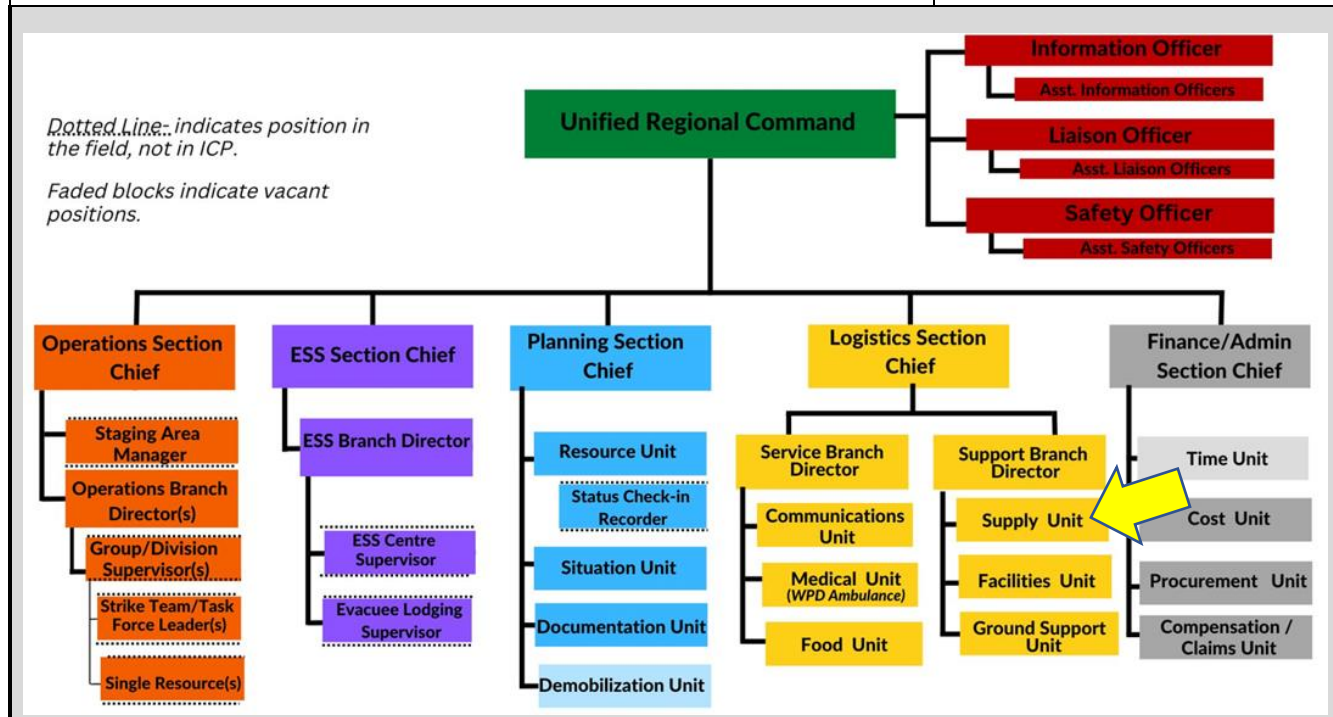 Information Officer
Asst. Information Officers
Unified Regional Command
Dotted Line- indicates position in
the field, not in ICP.
Liaison Officer
Asst. Liaison Officers
Faded blocks indicate vacant
positions.
Safety Officer
Asst. Safety Officers
Operations Section
Chief
Staging Area
Manager
Operations Branch
Director(s)
Group/Division
Supervisor(s)
Strike Team/Task
Force Leader(s)
Single Resource(s)
ESS Section Chief
ESS Branch Director
ESS Centre
Supervisor
Evacuee Lodging
Supervisor
Planning Section
Chief
Resource Unit
Status Check-in
Recorder
Situation Unit
Documentation Unit
Demobilization Unit
Logistics Section
Chief
Service Branch
Director
Communications
Unit
Medical Unit
(WPD Ambulance)
Food Unit
Support Branch
Director
Supply Unit
Facilities Unit
Ground Support
Unit
Finance/Admin
Section Chief
Time Unit
Cost Unit
Procurement Unit
Compensation /
Claims Unit